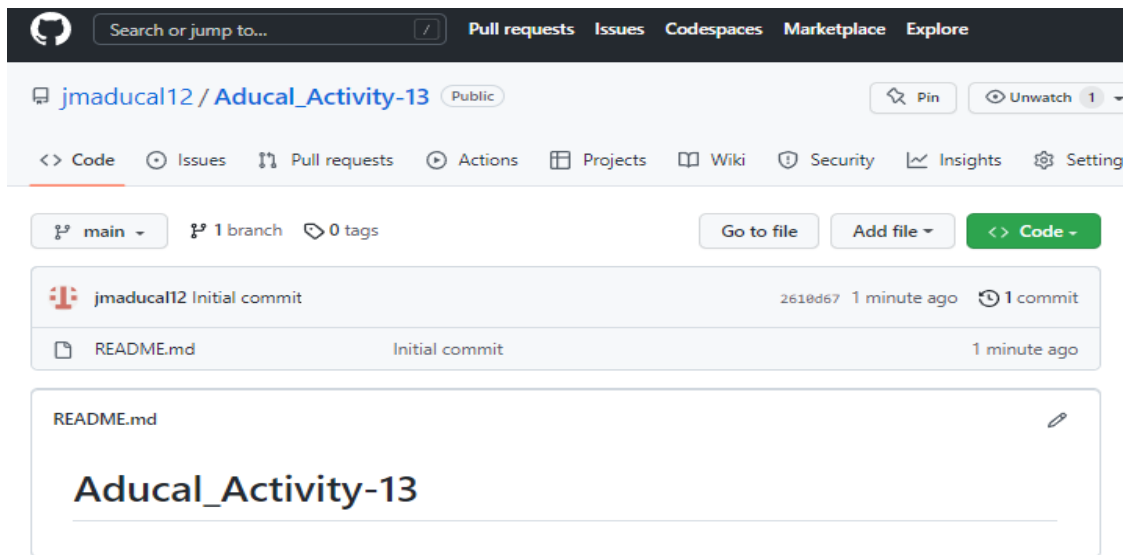 Search or jump to... / Pull requests Issues Codespaces Marketplace Explore
jmaducal12 / Aducal_Activity-13 Public Pin Unwatch 1
<> Code Issues Pull requests Actions Projects Wiki Security Insights Setting
main 1 branch 0 tags Go to file Add file <> Code
jmaducal12 Initial commit 2610d67 1 minute ago 1 commit
README.md Initial commit 1 minute ago
README.md
Aducal_Activity-13